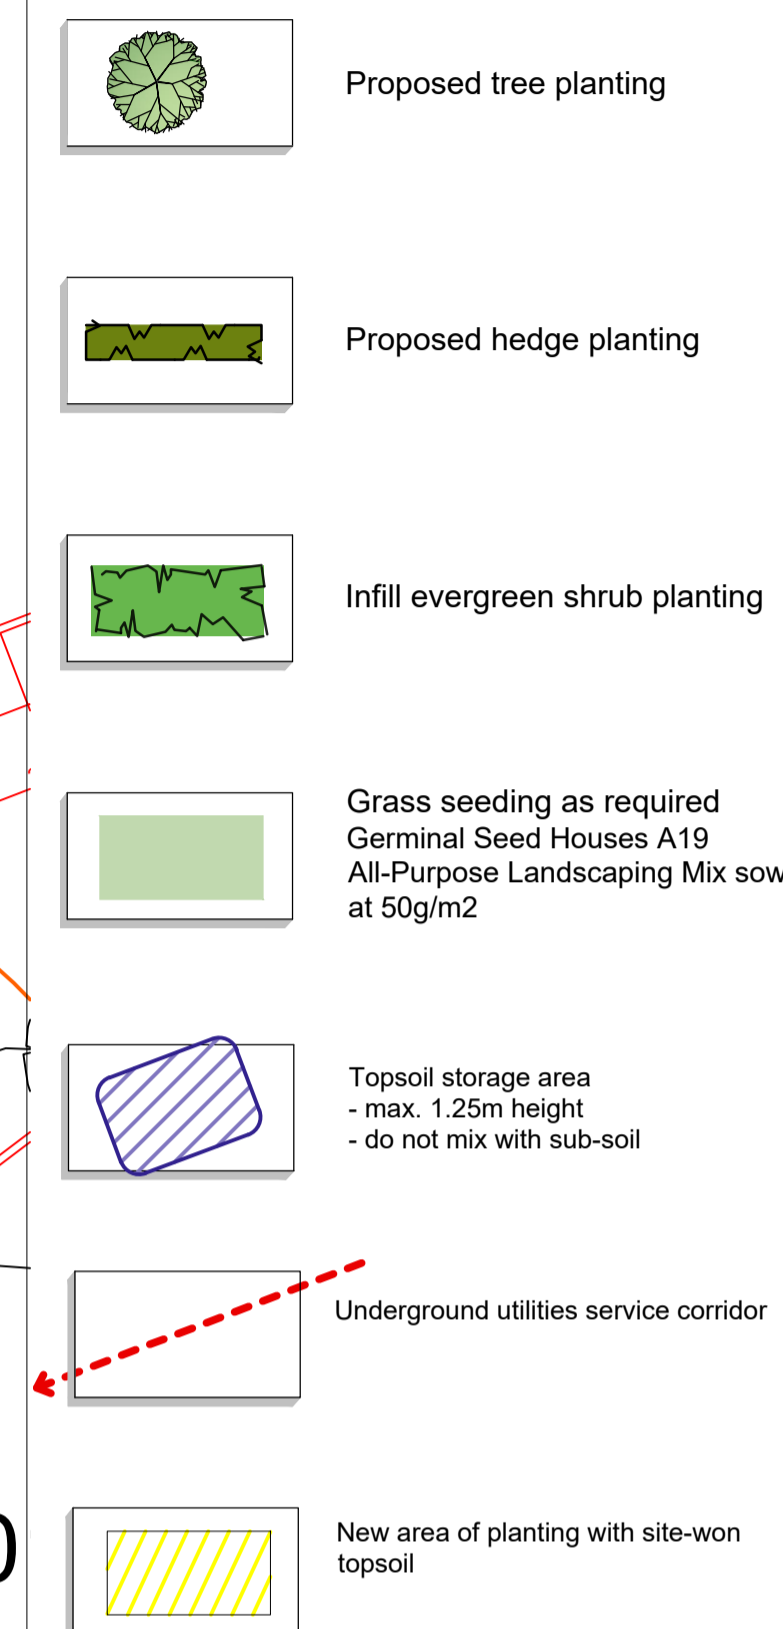 Proposed tree planting
Proposed hedge planting
Infill evergreen shrub planting
Grass seeding as required
Germinal Seed Houses A19
All-Purpose Landscaping Mix sow
at 50g/m2
Topsoil storage area
- max. 1.25m height
- do not mix with sub-soil
Underground utilities service corridor
New area of planting with site-won
topsoil